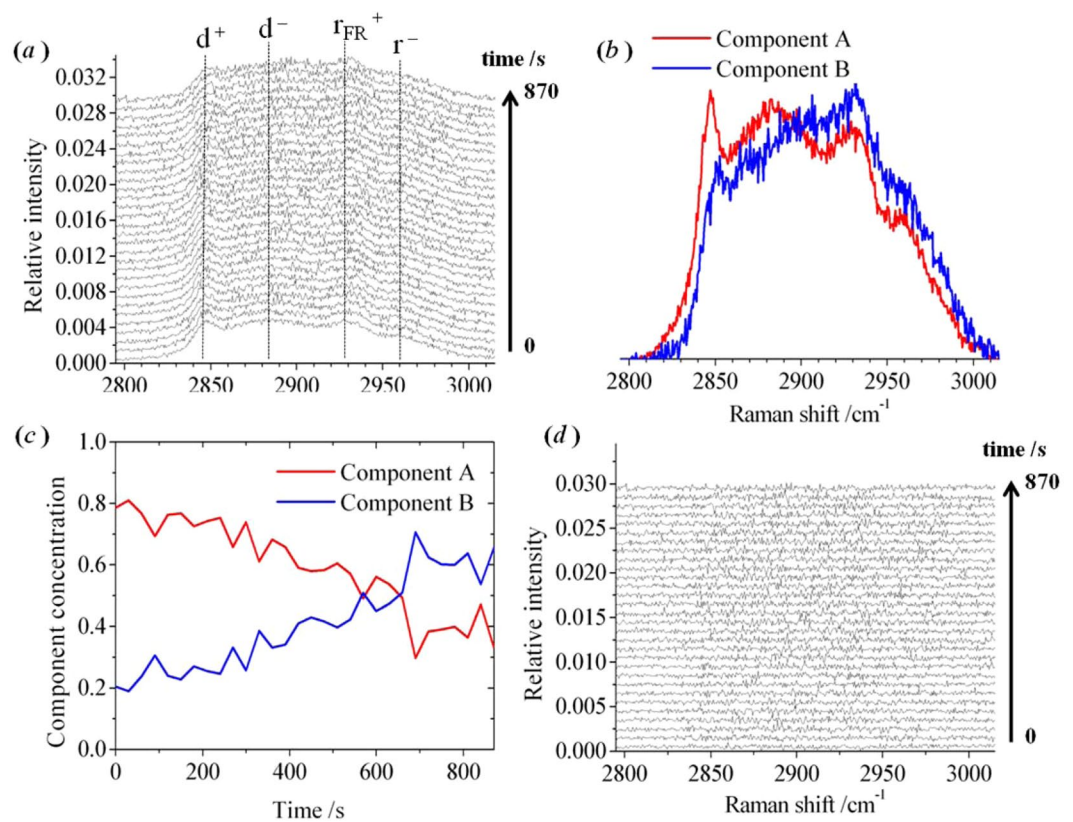 (a)
d+
d−
rFR+
r−
time /s
870
0
0.032
0.028
0.024
0.020
0.016
0.012
0.008
0.004
0.000
Relative intensity
2800 2850 2900 2950 3000
(b)
Component A
Component B
2800 2850 2900 2950 3000
Raman shift /cm-1
(c)
1.0
0.8
0.6
0.4
0.2
0.0
Component concentration
Component A
Component B
0 200 400 600 800
Time /s
(d)
time /s
870
0
0.030
0.025
0.020
0.015
0.010
0.005
0.000
Relative intensity
2800 2850 2900 2950 3000
Raman shift /cm-1